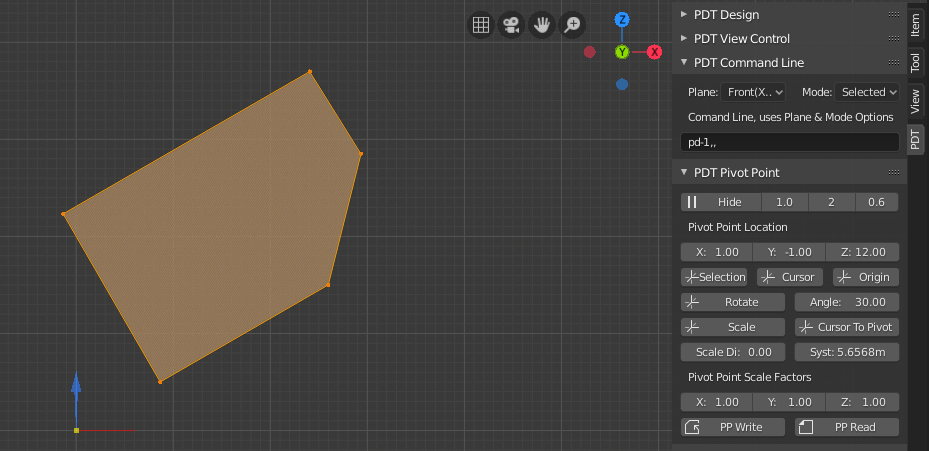 Z
Y X
PDT Design
PDT View Control
PDT Command Line
Plane: Front(X.. Mode: Selected
Comand Line, uses Plane & Mode Options
pd-1,,
PDT Pivot Point
Hide 1.0 2 0.6
Pivot Point Location
X: 1.00 Y: -1.00 Z: 12.00
Selection Cursor Origin
Rotate Angle: 30.00
Scale Cursor To Pivot
Scale Di: 0.00 Syst: 5.6568m
Pivot Point Scale Factors
X: 1.00 Y: 1.00 Z: 1.00
PP Write PP Read
Item
Tool
View
PDT